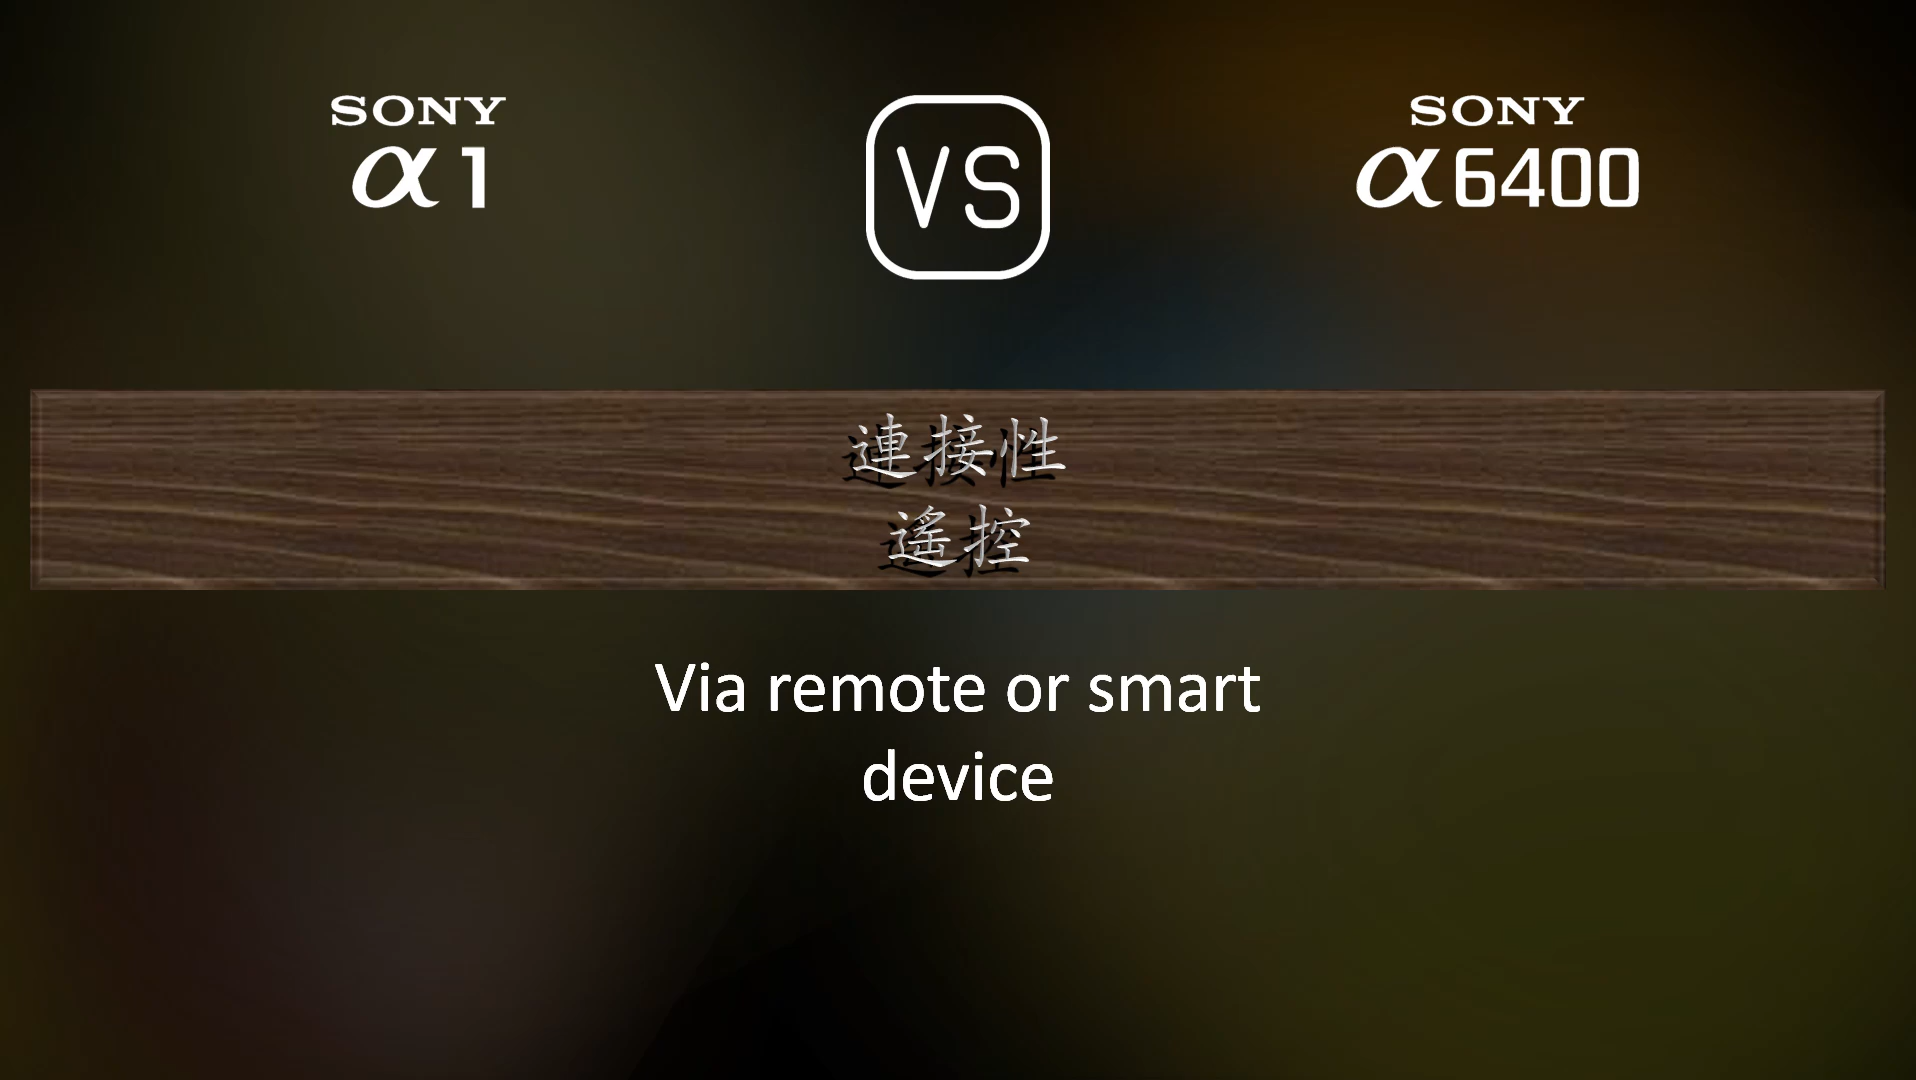 SONY
α1
VS
SONY
α6400
連接性
遙控
Via remote or smart
device